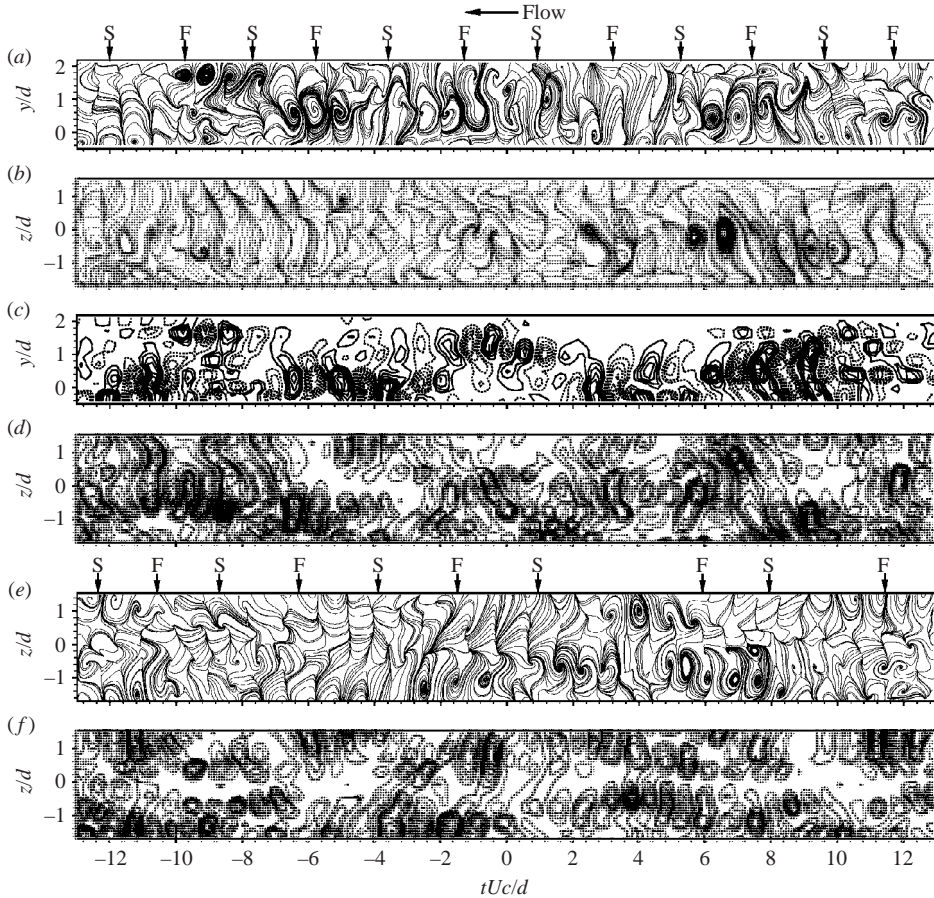 Flow
S F S F S F S F S F S F
(a)
2
1
0
y/d
(b)
1
0
–1
z/d
(c)
2
1
0
y/d
(d)
1
0
–1
z/d
S F S F S F S F S F
(e)
1
0
–1
z/d
(f)
1
0
–1
z/d
–12 –10 –8 –6 –4 –2 0 2 4 6 8 10 12
tUc/d